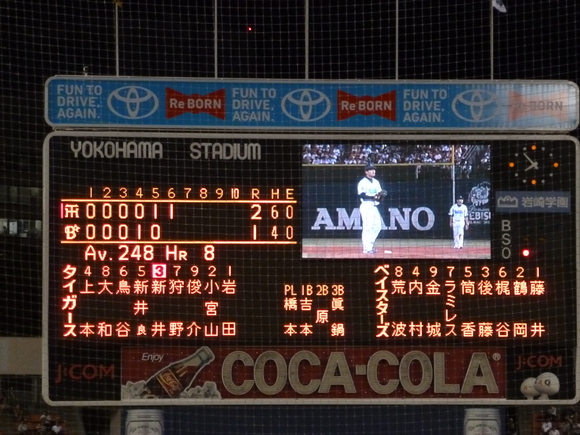 FUN TO DRIVE, AGAIN. TOYOTA ReBORN FUN TO DRIVE, AGAIN. TOYOTA ReBORN FUN TO DRIVE, AGAIN. TOYOTA ReBORN
YOKOHAMA STADIUM
1 2 3 4 5 6 7 8 9 10 R H E
0 0 0 0 1 1 2 6 0
0 0 0 1 0 1 4 0
AV. 248 HR 8
AMANO
岩崎学園
B
S
O
タイガース
4 8 6 5 3 7 9 2 1
上本
大和
鳥谷
新井良
新井
狩野
俊介
小宮山
岩田
PL 1B 2B 3B
橋本
吉本
原
眞鍋
ベイスターズ
8 4 9 7 5 3 6 2 1
荒波
内村
金城
ラミレス
筒香
後藤
梶谷
鶴岡
藤井
J:COM
Enjoy
COCA-COLA®
J:COM